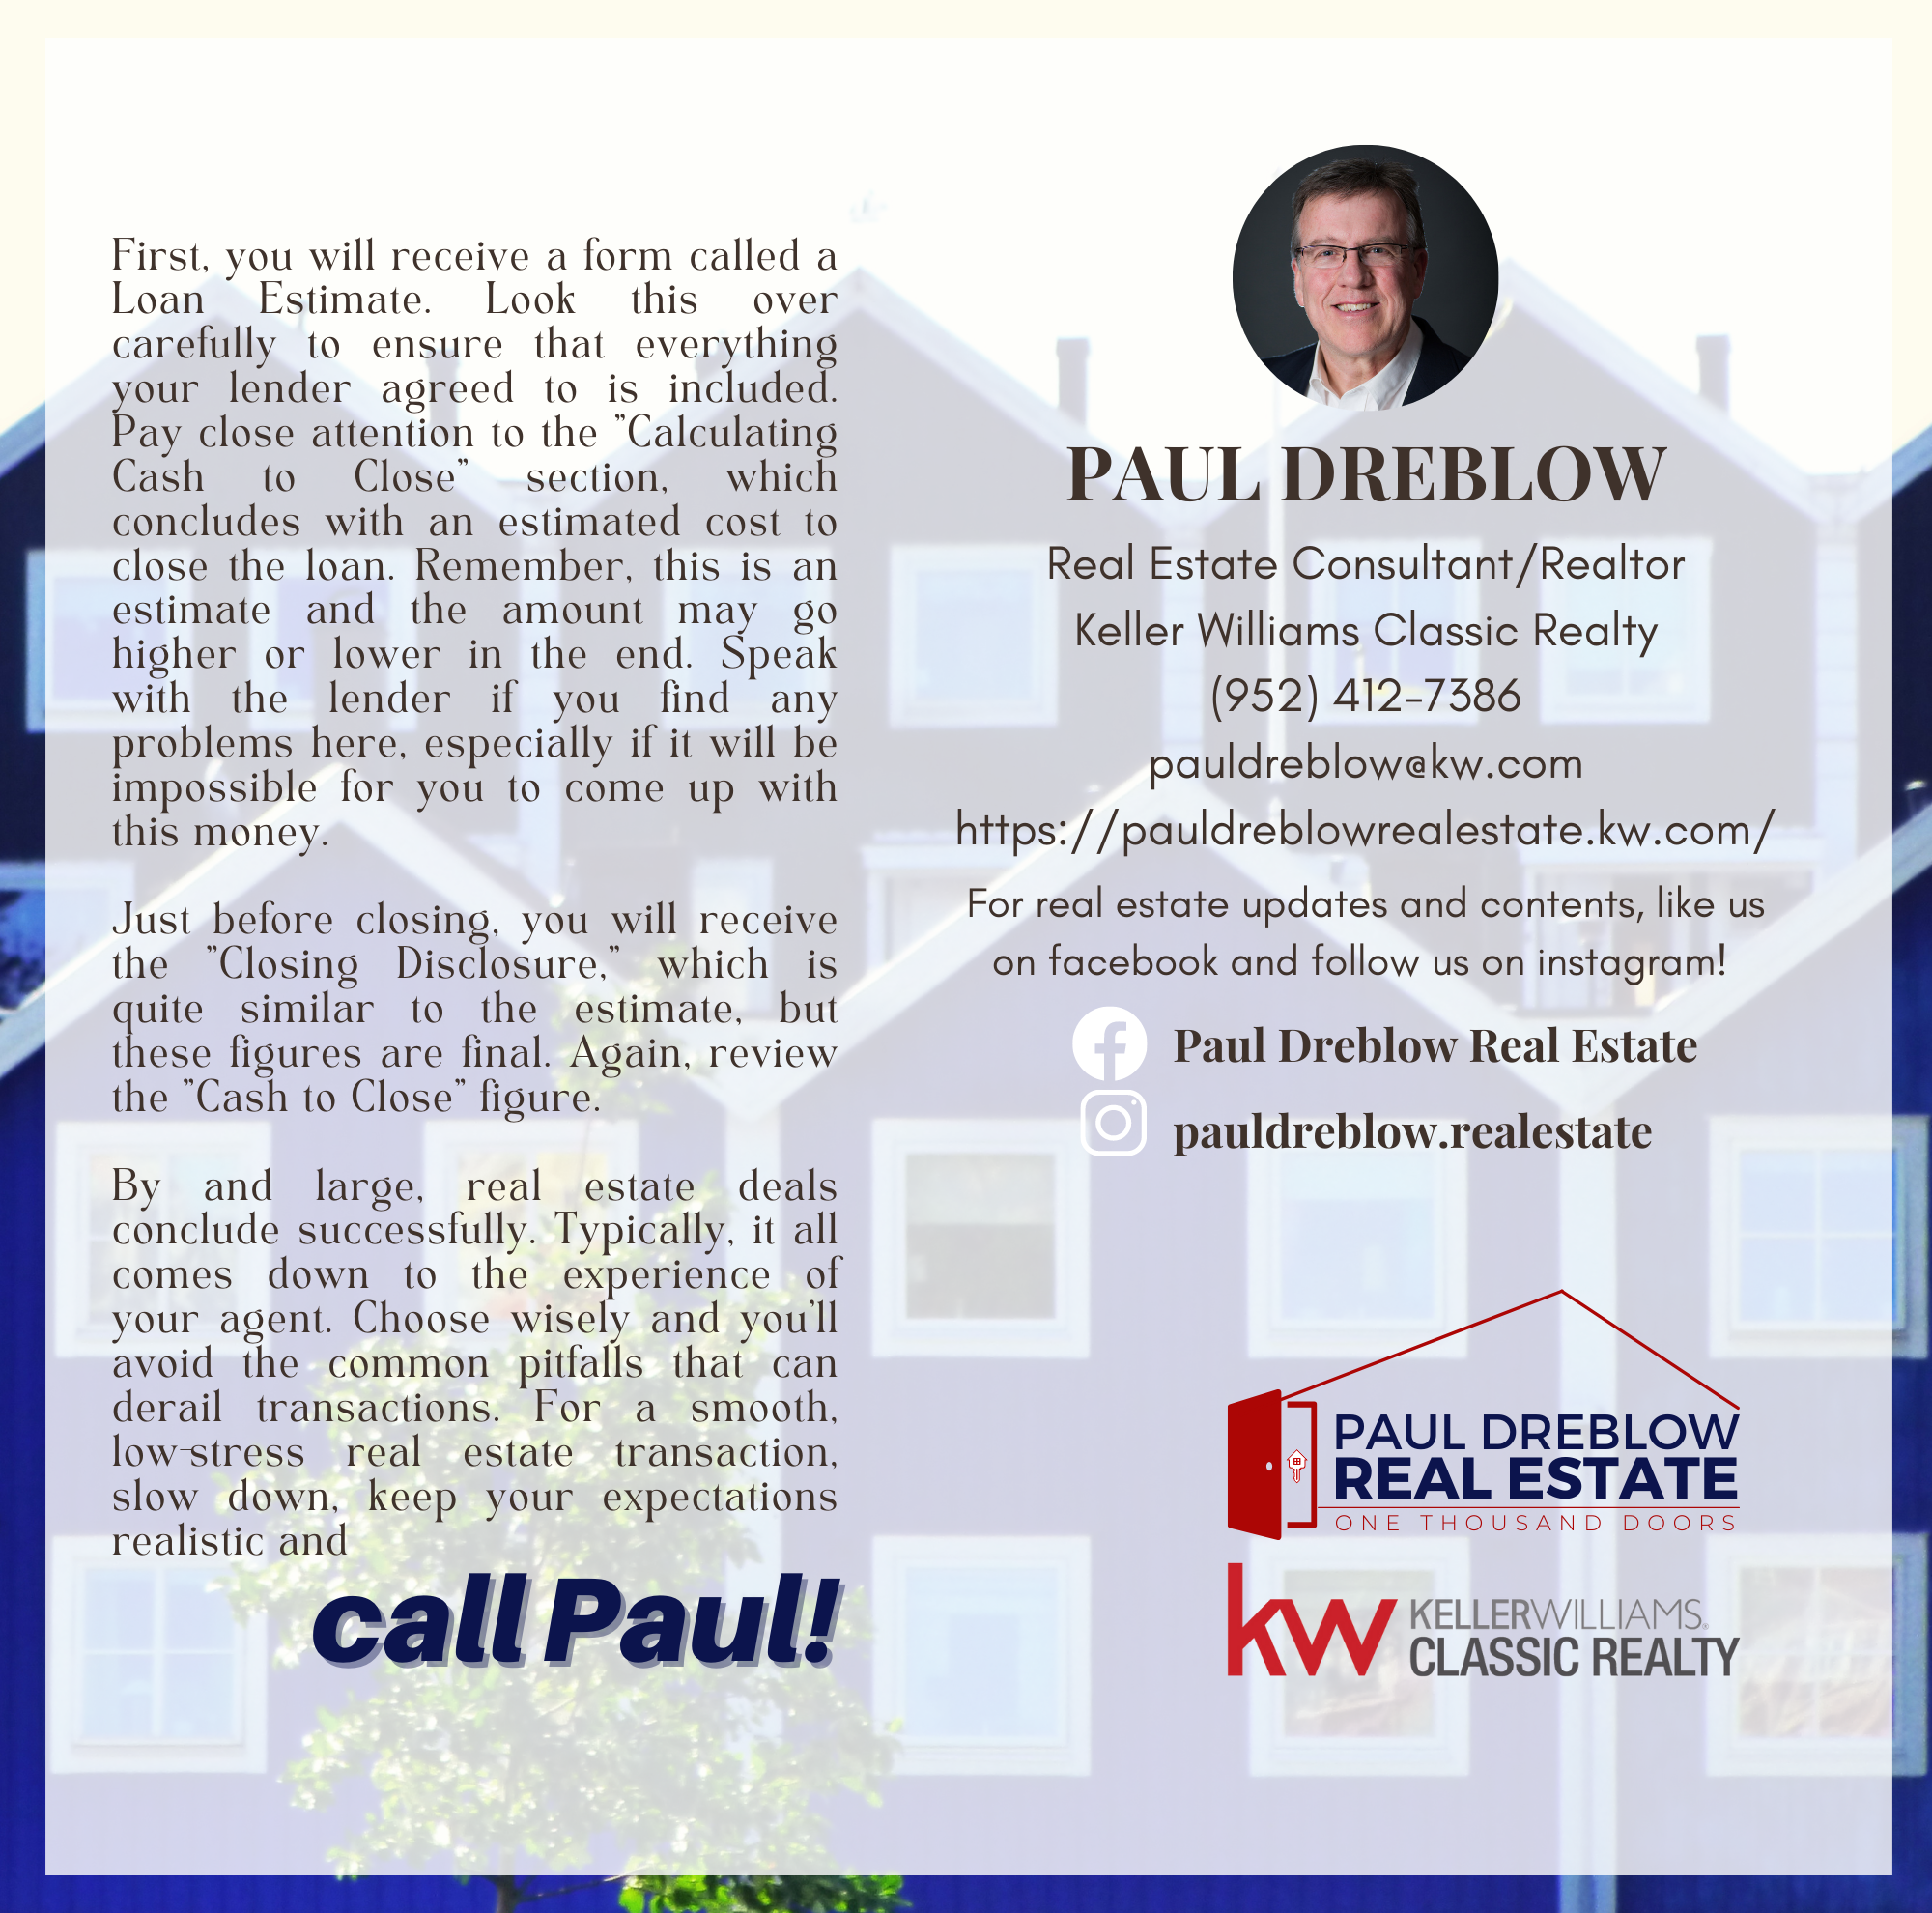 First, you will receive a form called a
Loan Estimate. Look this over
carefully to ensure that everything
your lender agreed to is included.
Pay close attention to the "Calculating
Cash to Close" section, which
concludes with an estimated cost to
close the loan. Remember, this is an
estimate and the amount may go
higher or lower in the end. Speak
with the lender if you find any
problems here, especially if it will be
impossible for you to come up with
this money.
Just before closing, you will receive
the "Closing Disclosure," which is
quite similar to the estimate, but
these figures are final. Again, review
the "Cash to Close" figure.
By and large, real estate deals
conclude successfully. Typically, it all
comes down to the experience of
your agent. Choose wisely and you'll
avoid the common pitfalls that can
derail transactions. For a smooth,
low-stress real estate transaction,
slow down, keep your expectations
realistic and
call Paul!
PAUL DREBLOW
Real Estate Consultant/Realtor
Keller Williams Classic Realty
(952) 412-7386
pauldreblow@kw.com
https://pauldreblowrealestate.kw.com/
For real estate updates and contents, like us
on facebook and follow us on instagram!
Paul Dreblow Real Estate
pauldreblow.realestate
PAUL DREBLOW
REAL ESTATE
ONE THOUSAND DOORS
kw KELLERWILLIAMS®
CLASSIC REALTY